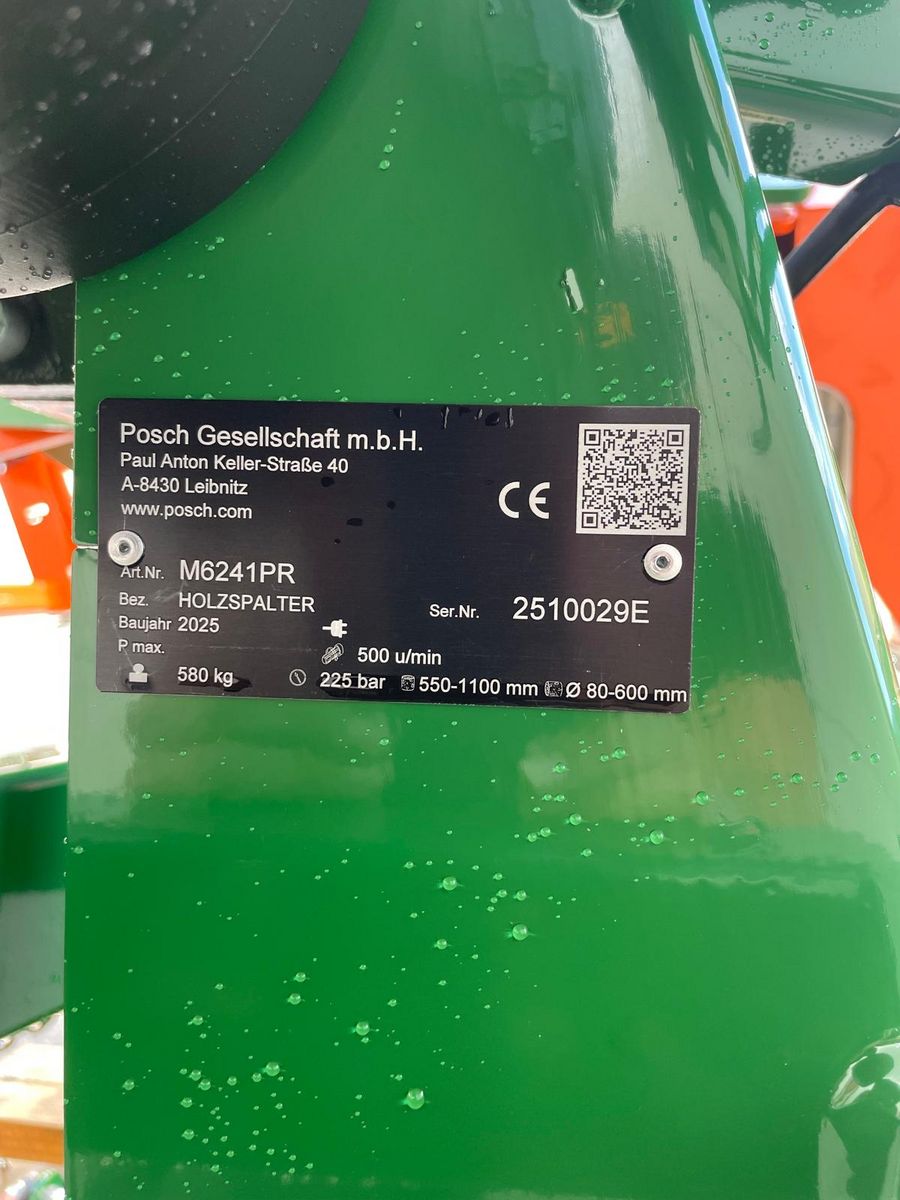 Posch Gesellschaft m.b.H.
Paul Anton Keller-Straße 40
A-8430 Leibnitz
www.posch.com
CE
Art.Nr. M6241PR
Bez. HOLZSPALTER
Ser.Nr. 2510029E
Baujahr 2025
P max.
500 u/min
580 kg 225 bar 550-1100 mm Ø 80-600 mm